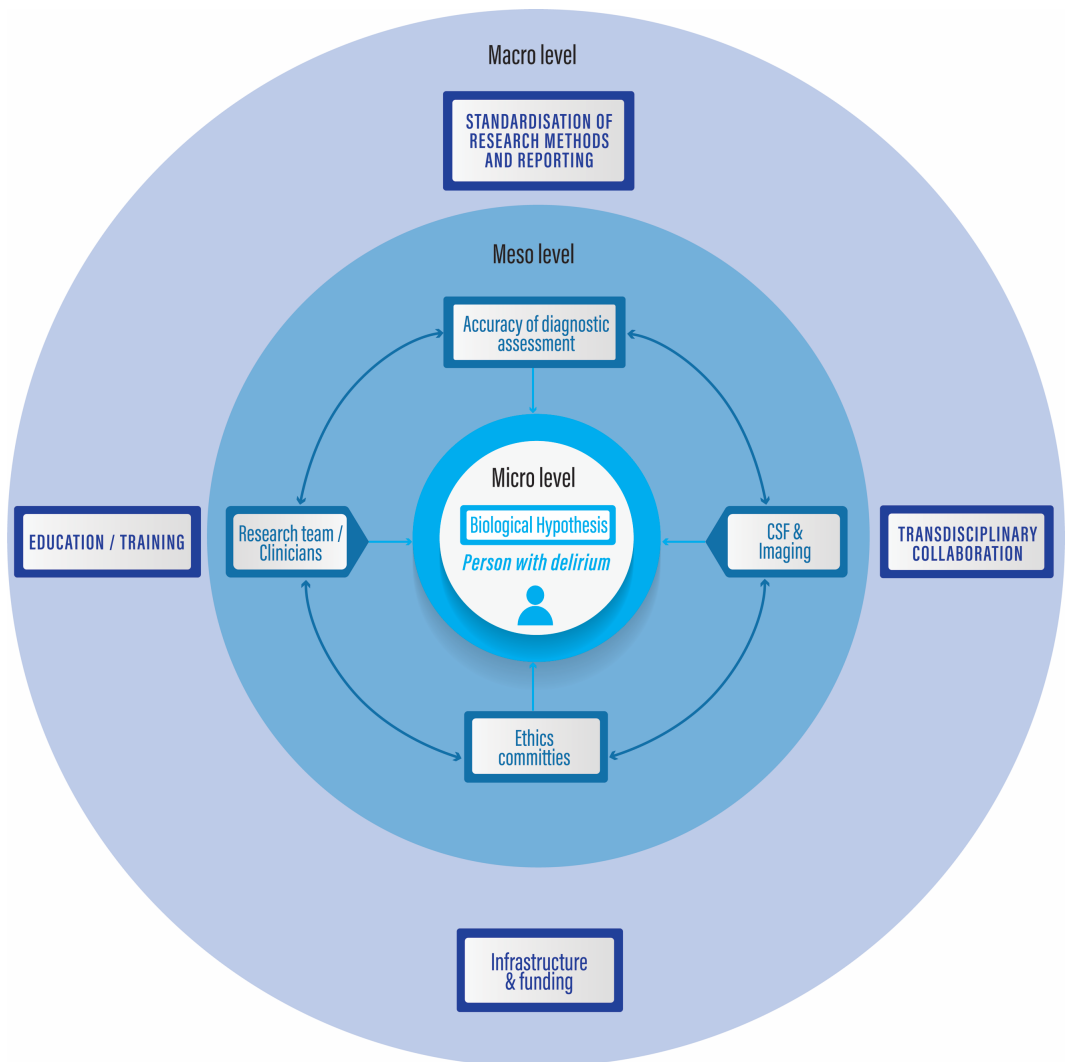 Macro level
STANDARDISATION OF
RESEARCH METHODS
AND REPORTING
Meso level
Accuracy of diagnostic
assessment
Micro level
Biological Hypothesis
Person with delirium
EDUCATION / TRAINING
Research team /
Clinicians
CSF &
Imaging
TRANSDISCIPLINARY
COLLABORATION
Ethics
committies
Infrastructure
& funding